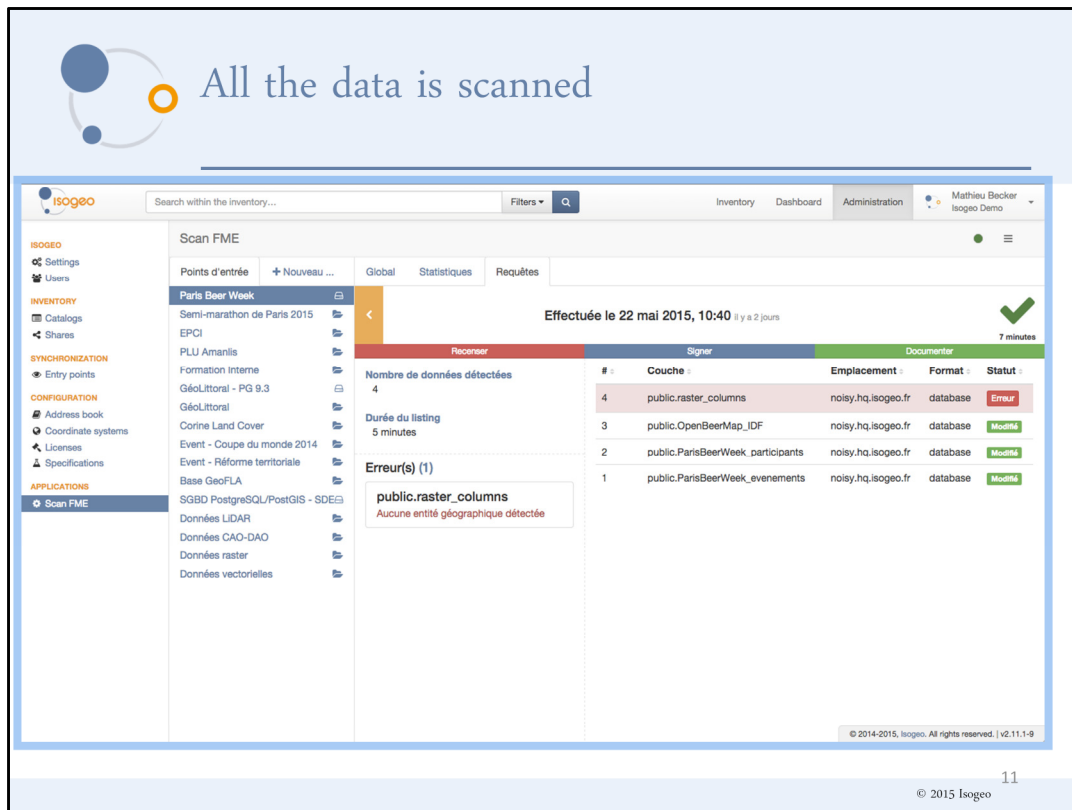 All the data is scanned
isogeo
Search within the inventory...
Filters
Inventory
Dashboard
Administration
Mathieu Becker
Isogeo Demo
ISOGEO
Settings
Users
INVENTORY
Catalogs
Shares
SYNCHRONIZATION
Entry points
CONFIGURATION
Address book
Coordinate systems
Licenses
Specifications
APPLICATIONS
Scan FME
Scan FME
Points d'entrée
+ Nouveau ...
Paris Beer Week
Semi-marathon de Paris 2015
EPCI
PLU Amanlis
Formation Interne
GéoLittoral - PG 9.3
GéoLittoral
Corine Land Cover
Event - Coupe du monde 2014
Event - Réforme territoriale
Base GeoFLA
SGBD PostgreSQL/PostGIS - SDE
Données LiDAR
Données CAO-DAO
Données raster
Données vectorielles
Global
Statistiques
Requêtes
Effectuée le 22 mai 2015, 10:40 il y a 2 jours
7 minutes
Recenser
Signer
Documenter
Nombre de données détectées
4
Durée du listing
5 minutes
Erreur(s) (1)
public.raster_columns
Aucune entité géographique détectée
# Couche Emplacement Format Statut
4 public.raster_columns noisy.hq.isogeo.fr database Erreur
3 public.OpenBeerMap_IDF noisy.hq.isogeo.fr database Modifié
2 public.ParisBeerWeek_participants noisy.hq.isogeo.fr database Modifié
1 public.ParisBeerWeek_evenements noisy.hq.isogeo.fr database Modifié
© 2014-2015, Isogeo. All rights reserved. | v2.11.1-9
11
© 2015 Isogeo